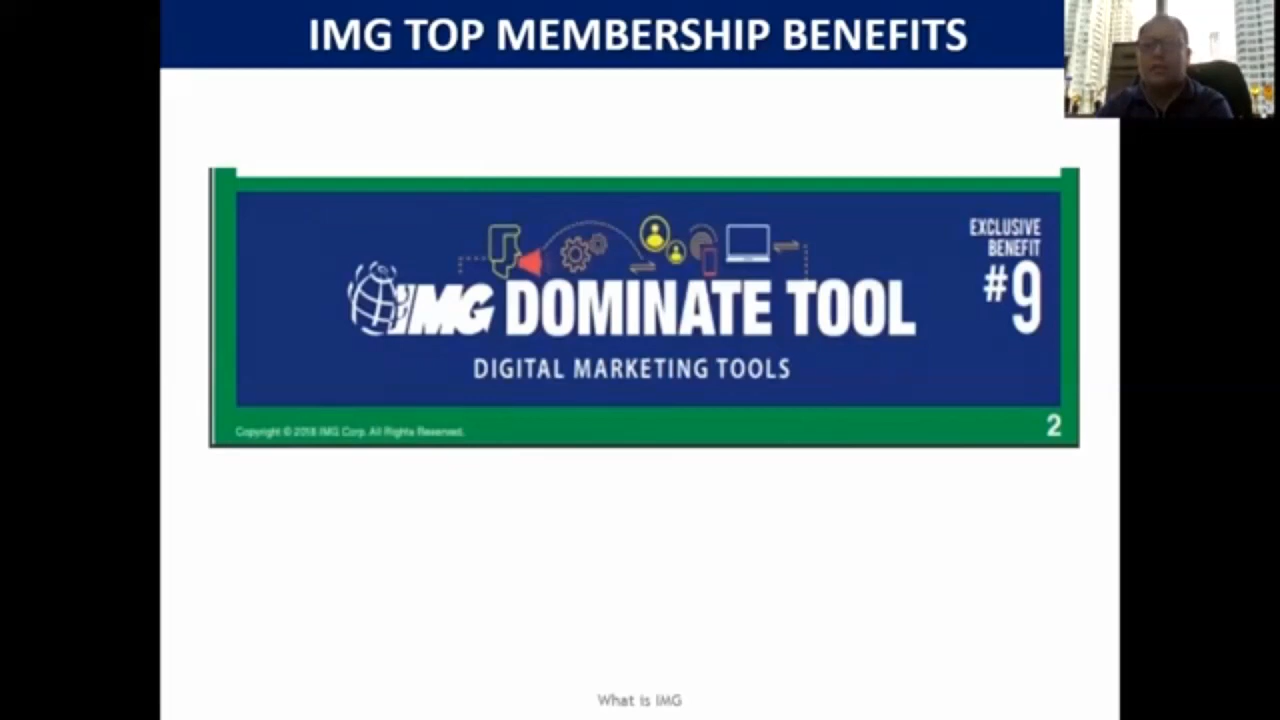 IMG TOP MEMBERSHIP BENEFITS
EXCLUSIVE
BENEFIT
#9
IMG DOMINATE TOOL
DIGITAL MARKETING TOOLS
Copyright © 2018 IMG Corp. All Rights Reserved.
2
What is IMG